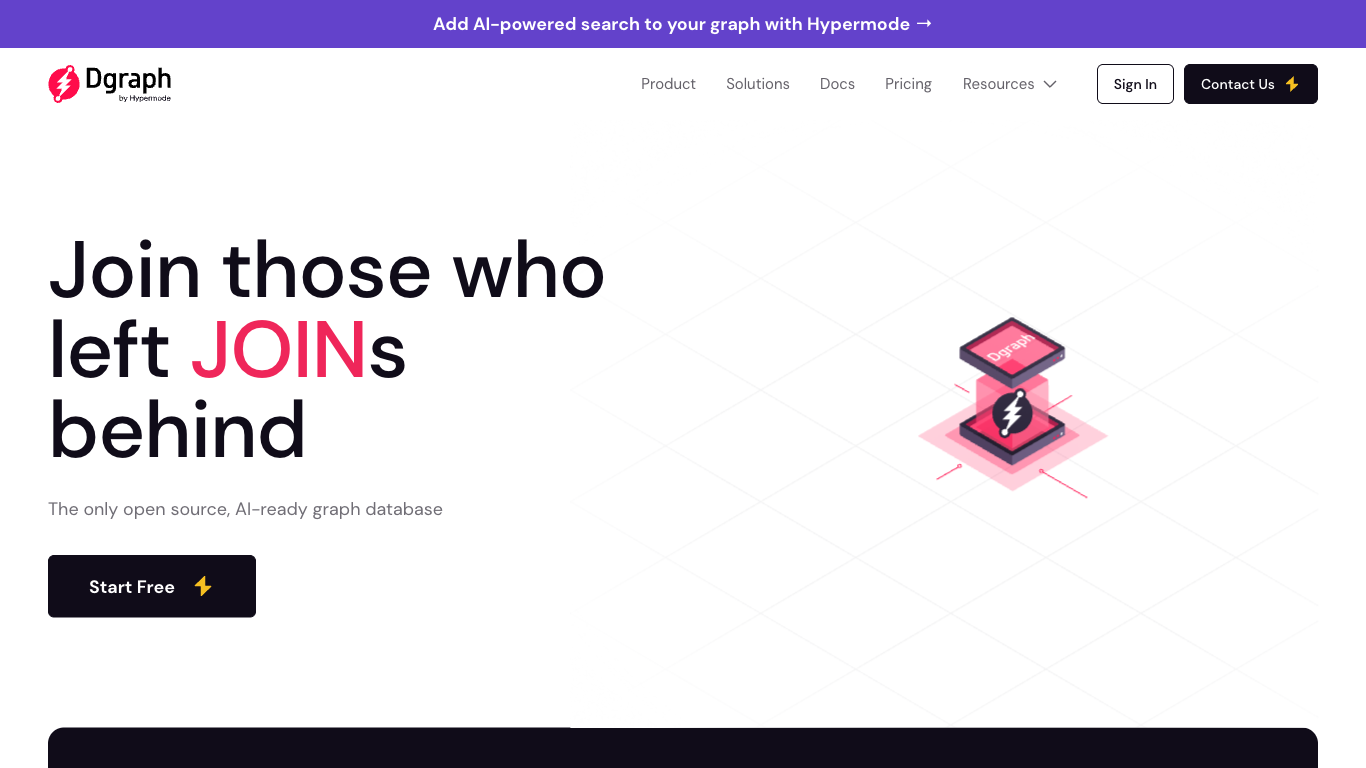 Add AI-powered search to your graph with Hypermode →
Dgraph
by Hypermode
Product
Solutions
Docs
Pricing
Resources
Sign In
Contact Us
Join those who
left JOINs
behind
Dgraph
The only open source, AI-ready graph database
Start Free